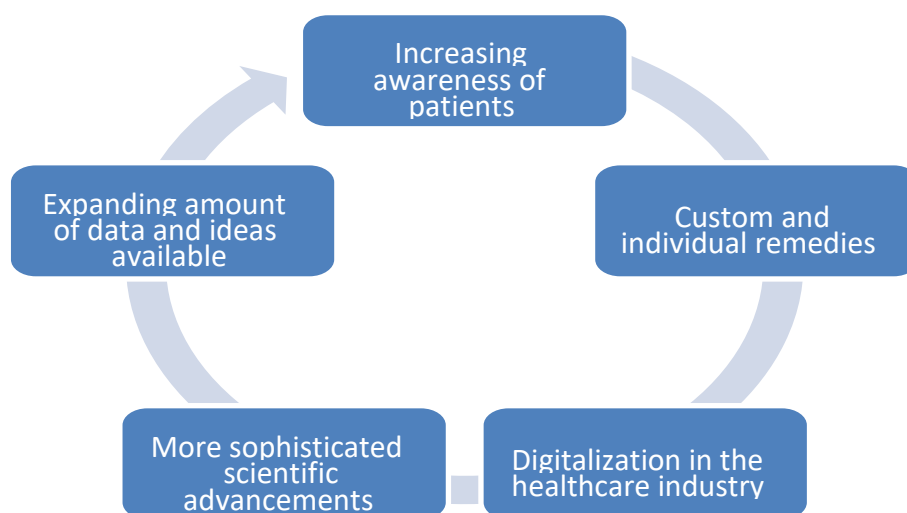 Increasing
awareness of
patients
Custom and
individual remedies
Digitalization in the
healthcare industry
More sophisticated
scientific
advancements
Expanding amount
of data and ideas
available